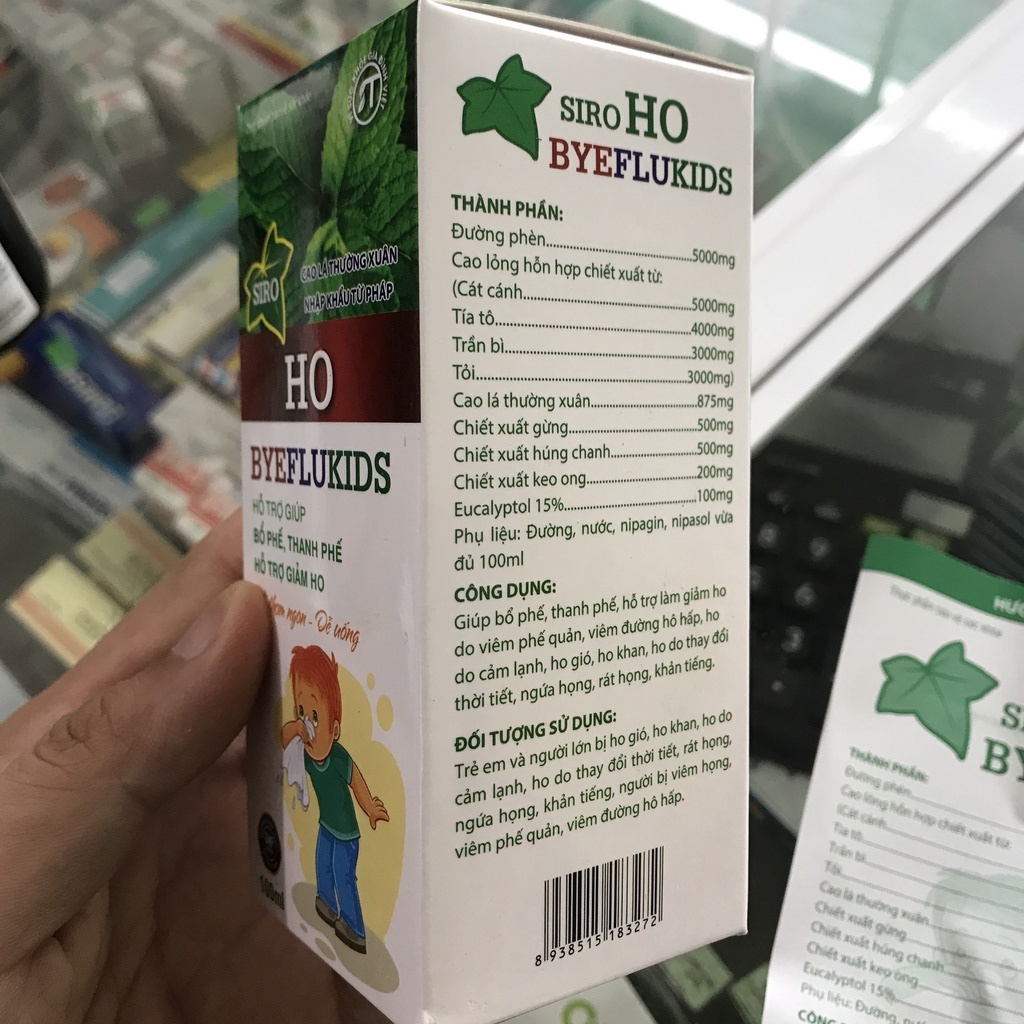 SIRO HO
BYEFLUKIDS
THÀNH PHẦN:
Đường phèn.....5000mg
Cao lỏng hỗn hợp chiết xuất từ:
(Cát cánh.....5000mg
Tía tô.....4000mg
Trần bì.....3000mg
Tỏi.....3000mg)
Cao lá thường xuân.....875mg
Chiết xuất gừng.....500mg
Chiết xuất húng chanh.....500mg
Chiết xuất keo ong.....200mg
Eucalyptol 15%.....100mg
Phụ liệu: Đường, nước, nipagin, nipasol vừa
đủ 100ml
CÔNG DỤNG:
Giúp bổ phế, thanh phế, hỗ trợ làm giảm ho
do viêm phế quản, viêm đường hô hấp, ho
do cảm lạnh, ho gió, ho khan, ho do thay đổi
thời tiết, ngứa họng, rát họng, khản tiếng.
ĐỐI TƯỢNG SỬ DỤNG:
Trẻ em và người lớn bị ho gió, ho khan, ho do
cảm lạnh, ho do thay đổi thời tiết, rát họng,
ngứa họng, khản tiếng, người bị viêm họng,
viêm phế quản, viêm đường hô hấp.
8 938515 183272
SIRO
CAO LÁ THƯỜNG XUÂN
NHẬP KHẨU TỪ PHÁP
HO
BYEFLUKIDS
HỖ TRỢ GIÚP
BỔ PHẾ, THANH PHẾ
HỖ TRỢ GIẢM HO
ngon - Dễ uống
100ml
THÀNH PHẦN:
Đường phèn
Cao lỏng hỗn hợp chiết xuất từ:
(Cát cánh
Tía tô
Trần bì
Tỏi
Cao lá thường xuân
Chiết xuất gừng
Chiết xuất húng chanh
Chiết xuất keo ong
Eucalyptol 15%
Phụ liệu: Đường,